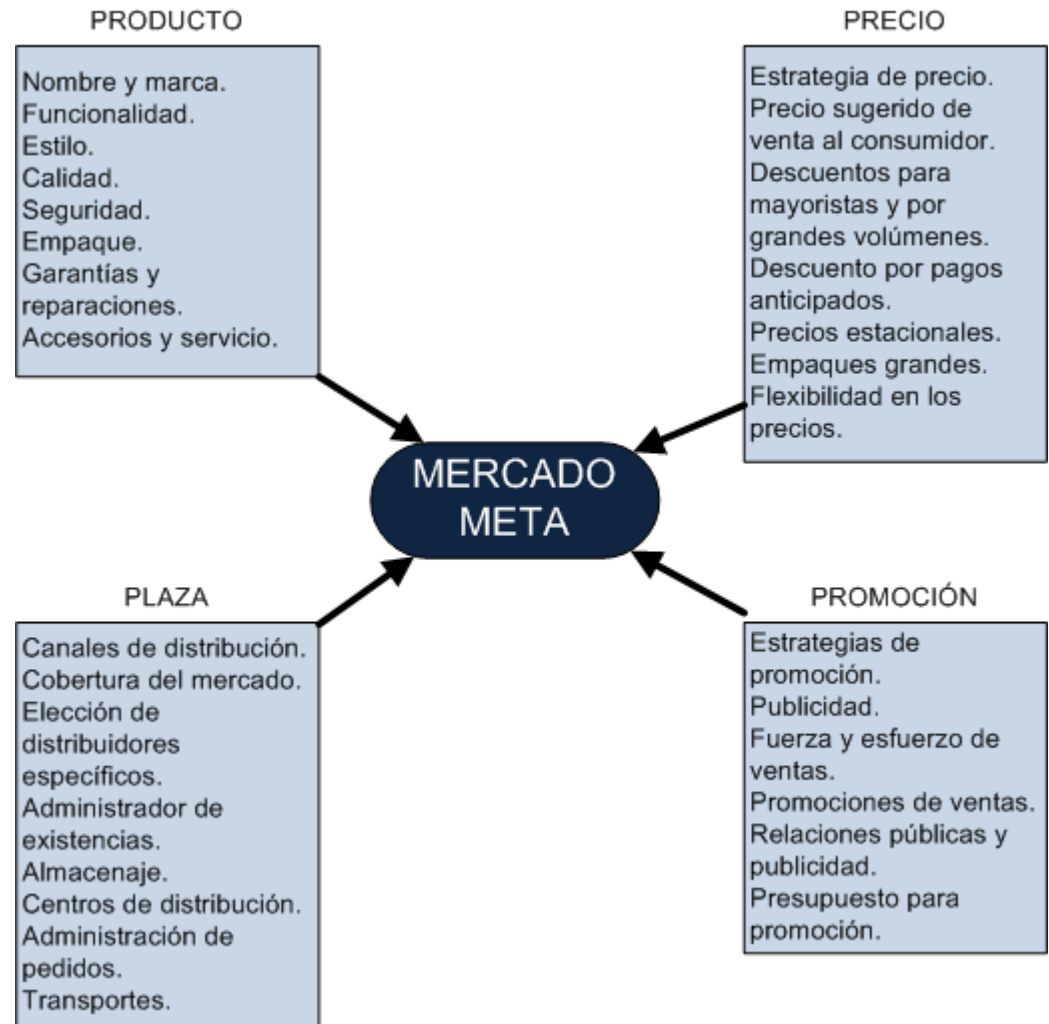 PRODUCTO
Nombre y marca.
Funcionalidad.
Estilo.
Calidad.
Seguridad.
Empaque.
Garantías y
reparaciones.
Accesorios y servicio.
PRECIO
Estrategia de precio.
Precio sugerido de
venta al consumidor.
Descuentos para
mayoristas y por
grandes volúmenes.
Descuento por pagos
anticipados.
Precios estacionales.
Empaques grandes.
Flexibilidad en los
precios.
MERCADO
META
PLAZA
Canales de distribución.
Cobertura del mercado.
Elección de
distribuidores
específicos.
Administrador de
existencias.
Almacenaje.
Centros de distribución.
Administración de
pedidos.
Transportes.
PROMOCIÓN
Estrategias de
promoción.
Publicidad.
Fuerza y esfuerzo de
ventas.
Promociones de ventas.
Relaciones públicas y
publicidad.
Presupuesto para
promoción.